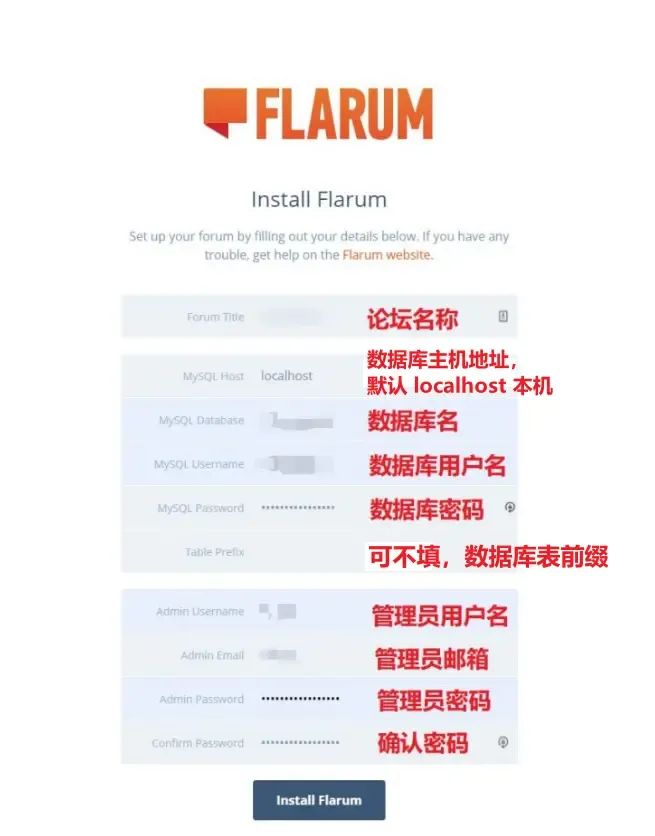 FLARUM
Install Flarum
Set up your forum by filling out your details below. If you have any
trouble, get help on the Flarum website.
Forum Title 论坛名称
数据库主机地址，
MySQL Host localhost 默认 localhost 本机
MySQL Database 数据库名
MySQL Username 数据库用户名
MySQL Password •••••••••••••••• 数据库密码
Table Prefix 可不填，数据库表前缀
Admin Username 管理员用户名
Admin Email 管理员邮箱
Admin Password ••••••••••••••••• 管理员密码
Confirm Password ••••••••••••••••• 确认密码
Install Flarum